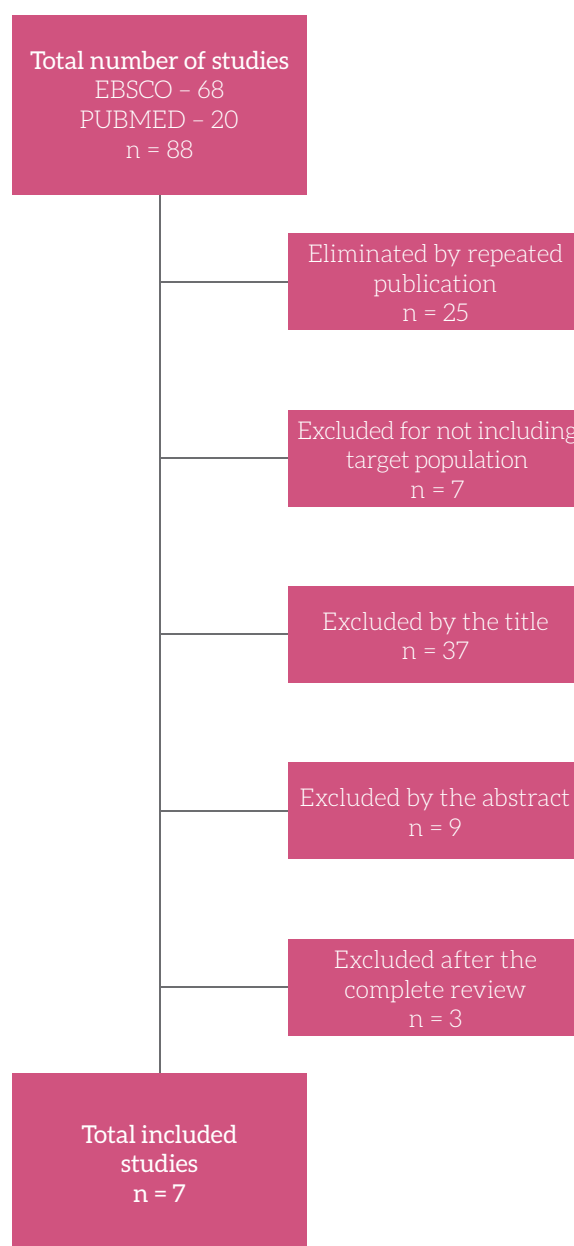 Total number of studies
EBSCO – 68
PUBMED – 20
n = 88
Eliminated by repeated
publication
n = 25
Excluded for not including
target population
n = 7
Excluded by the title
n = 37
Excluded by the abstract
n = 9
Excluded after the
complete review
n = 3
Total included
studies
n = 7